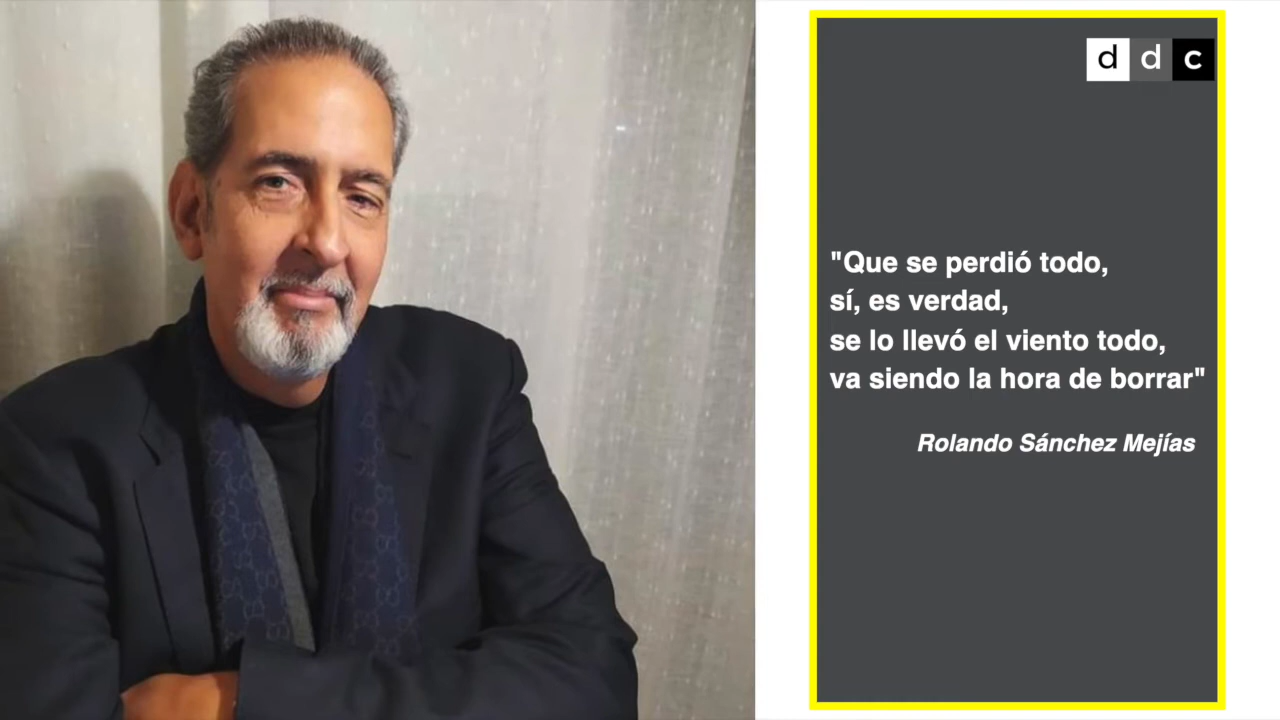 d d c
"Que se perdió todo,
sí, es verdad,
se lo llevó el viento todo,
va siendo la hora de borrar"
Rolando Sánchez Mejías